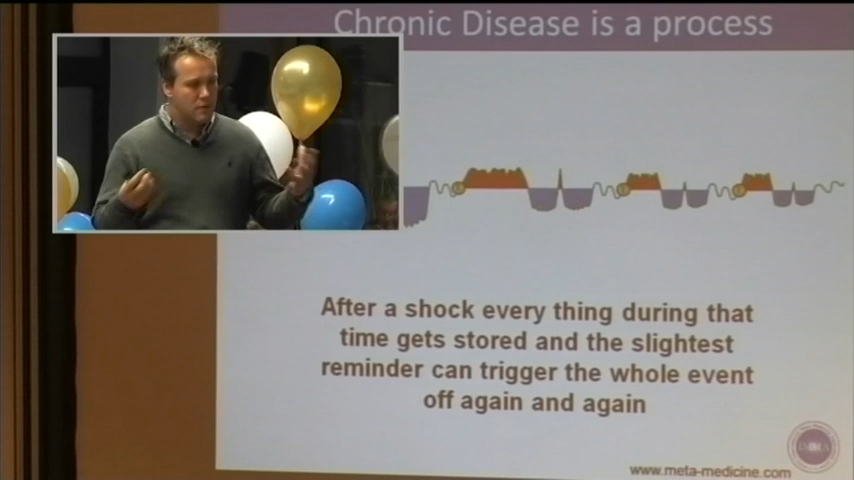 Chronic Disease is a process
After a shock every thing during that
time gets stored and the slightest
reminder can trigger the whole event
off again and again
www.meta-medicine.com